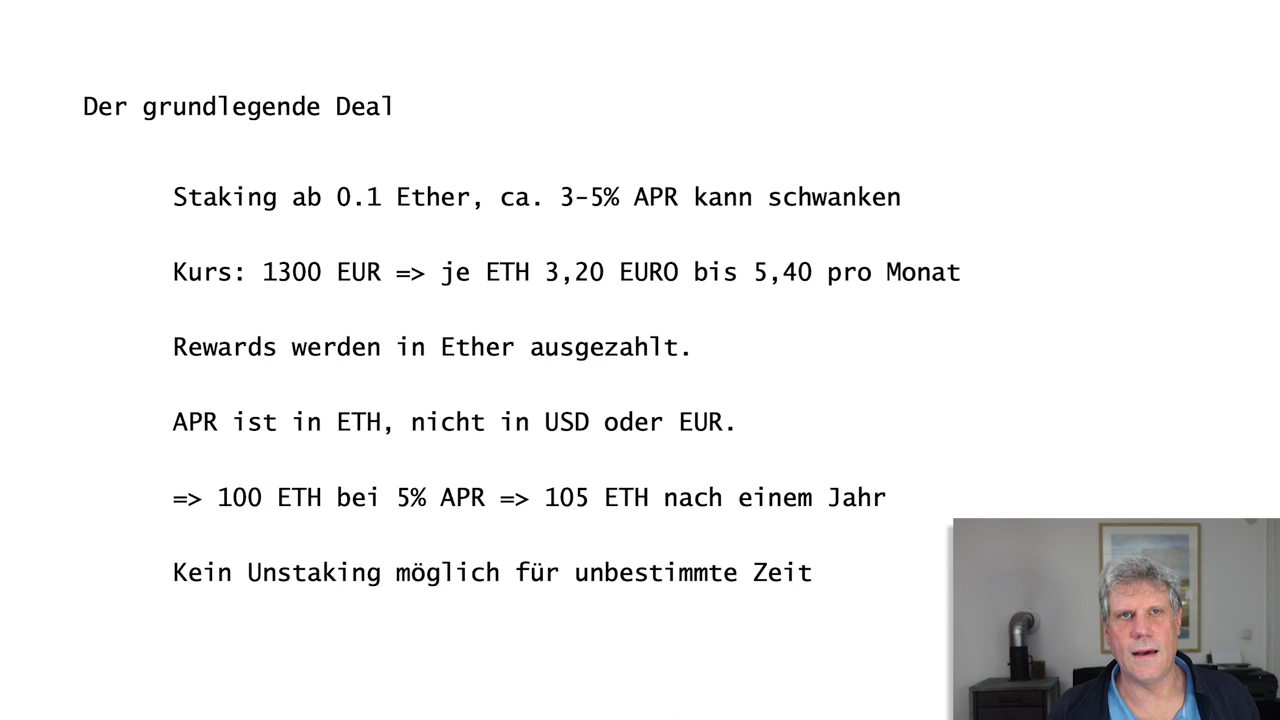 Der grundlegende Deal
Staking ab 0.1 Ether, ca. 3-5% APR kann schwanken
Kurs: 1300 EUR => je ETH 3,20 EURO bis 5,40 pro Monat
Rewards werden in Ether ausgezahlt.
APR ist in ETH, nicht in USD oder EUR.
=> 100 ETH bei 5% APR => 105 ETH nach einem Jahr
Kein Unstaking möglich für unbestimmte Zeit